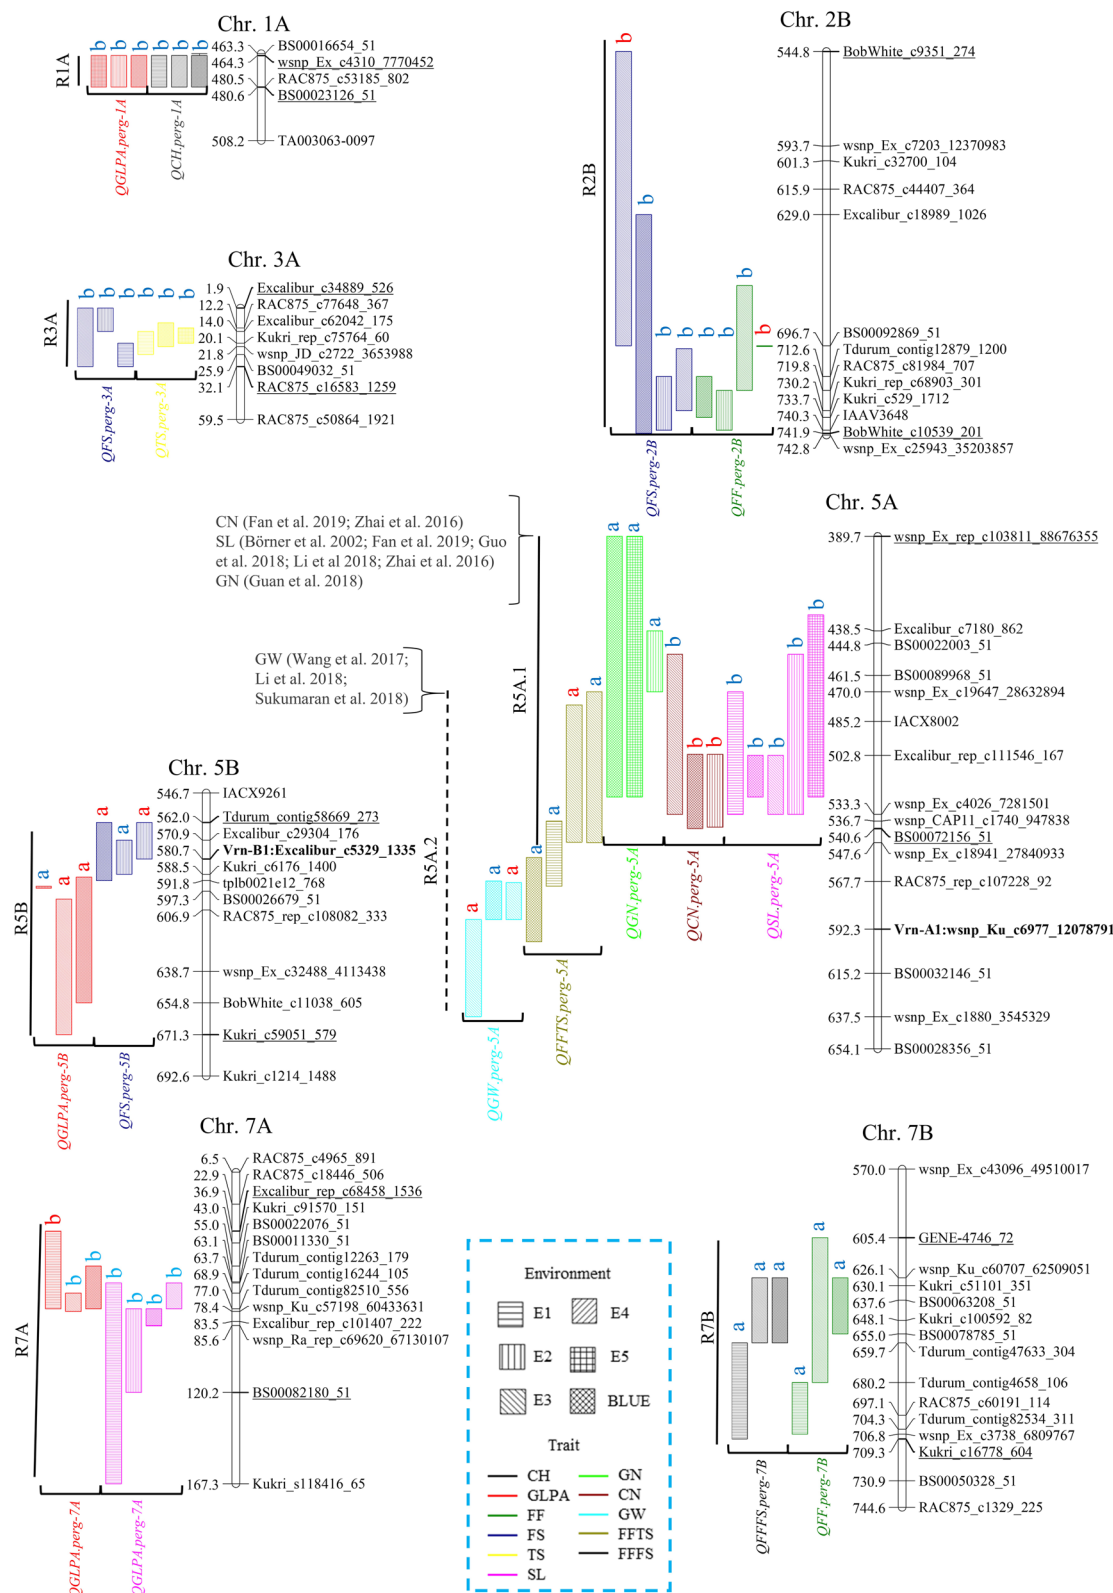 Chr. 1A
R1A
b b b b b b
463.3 BS00016654_51
464.3 wsnp_Ex_c4310_7770452
480.5 RAC875_c53185_802
480.6 BS00023126_51
508.2 TA003063-0097
QGLPA.perg-1A
QCH.perg-1A
Chr. 2B
R2B
b
b
b b b b b
b
544.8 BobWhite_c9351_274
593.7 wsnp_Ex_c7203_12370983
601.3 Kukri_c32700_104
615.9 RAC875_c44407_364
629.0 Excalibur_c18989_1026
696.7 BS00092869_51
712.6 Tdurum_contig12879_1200
719.8 RAC875_c81984_707
730.2 Kukri_rep_c68903_301
733.7 Kukri_c529_1712
740.3 IAAV3648
741.9 BobWhite_c10539_201
742.8 wsnp_Ex_c25943_35203857
QFS.perg-2B
QFF.perg-2B
Chr. 3A
R3A
b b b b b b
1.9 Excalibur_c34889_526
12.2 RAC875_c77648_367
14.0 Excalibur_c62042_175
20.1 Kukri_rep_c75764_60
21.8 wsnp_JD_c2722_3653988
25.9 BS00049032_51
32.1 RAC875_c16583_1259
59.5 RAC875_c50864_1921
QFS.perg-3A
QTS.perg-3A
Chr. 5A
CN (Fan et al. 2019; Zhai et al. 2016)
SL (Börner et al. 2002; Fan et al. 2019; Guo
et al. 2018; Li et al 2018; Zhai et al. 2016)
GN (Guan et al. 2018)
GW (Wang et al. 2017;
Li et al. 2018;
Sukumaran et al. 2018)
R5A.1
R5A.2
a a a
a a a a
a a a
b b b
b b b b b
389.7 wsnp_Ex_rep_c103811_88676355
438.5 Excalibur_c7180_862
444.8 BS00022003_51
461.5 BS00089968_51
470.0 wsnp_Ex_c19647_28632894
485.2 IACX8002
502.8 Excalibur_rep_c111546_167
533.3 wsnp_Ex_c4026_7281501
536.7 wsnp_CAP11_c1740_947838
540.6 BS00072156_51
547.6 wsnp_Ex_c18941_27840933
567.7 RAC875_rep_c107228_92
592.3 Vrn-A1:wsnp_Ku_c6977_12078791
615.2 BS00032146_51
637.5 wsnp_Ex_c1880_3545329
654.1 BS00028356_51
QGW.perg-5A
QFFTS.perg-5A
QGN.perg-5A
QCN.perg-5A
QSL.perg-5A
Chr. 5B
R5B
a a a a a a
546.7 IACX9261
562.0 Tdurum_contig58669_273
570.9 Excalibur_c29304_176
580.7 Vrn-B1:Excalibur_c5329_1335
588.5 Kukri_c6176_1400
591.8 tplb0021e12_768
597.3 BS00026679_51
606.9 RAC875_rep_c108082_333
638.7 wsnp_Ex_c32488_4113438
654.8 BobWhite_c11038_605
671.3 Kukri_c59051_579
692.6 Kukri_c1214_1488
QGLPA.perg-5B
QFS.perg-5B
Chr. 7A
R7A
b b b b b b b
6.5 RAC875_c4965_891
22.9 RAC875_c18446_506
36.9 Excalibur_rep_c68458_1536
43.0 Kukri_c91570_151
55.0 BS00022076_51
63.1 BS00011330_51
63.7 Tdurum_contig12263_179
68.9 Tdurum_contig16244_105
77.0 Tdurum_contig82510_556
78.4 wsnp_Ku_c57198_60433631
83.5 Excalibur_rep_c101407_222
85.6 wsnp_Ra_rep_c69620_67130107
120.2 BS00082180_51
167.3 Kukri_s118416_65
QGLPA.perg-7A
QGLPA.perg-7A
Environment
E1 E4
E2 E5
E3 BLUE
Trait
CH GN
GLPA CN
FF GW
FS FFTS
TS FFFS
SL
Chr. 7B
R7B
a a a a a a
570.0 wsnp_Ex_c43096_49510017
605.4 GENE-4746_72
626.1 wsnp_Ku_c60707_62509051
630.1 Kukri_c51101_351
637.6 BS00063208_51
648.1 Kukri_c100592_82
655.0 BS00078785_51
659.7 Tdurum_contig47633_304
680.2 Tdurum_contig4658_106
697.1 RAC875_c60191_114
704.3 Tdurum_contig82534_311
706.8 wsnp_Ex_c3738_6809767
709.3 Kukri_c16778_604
730.9 BS00050328_51
744.6 RAC875_c1329_225
QFFFS.perg-7B
QFF.perg-7B